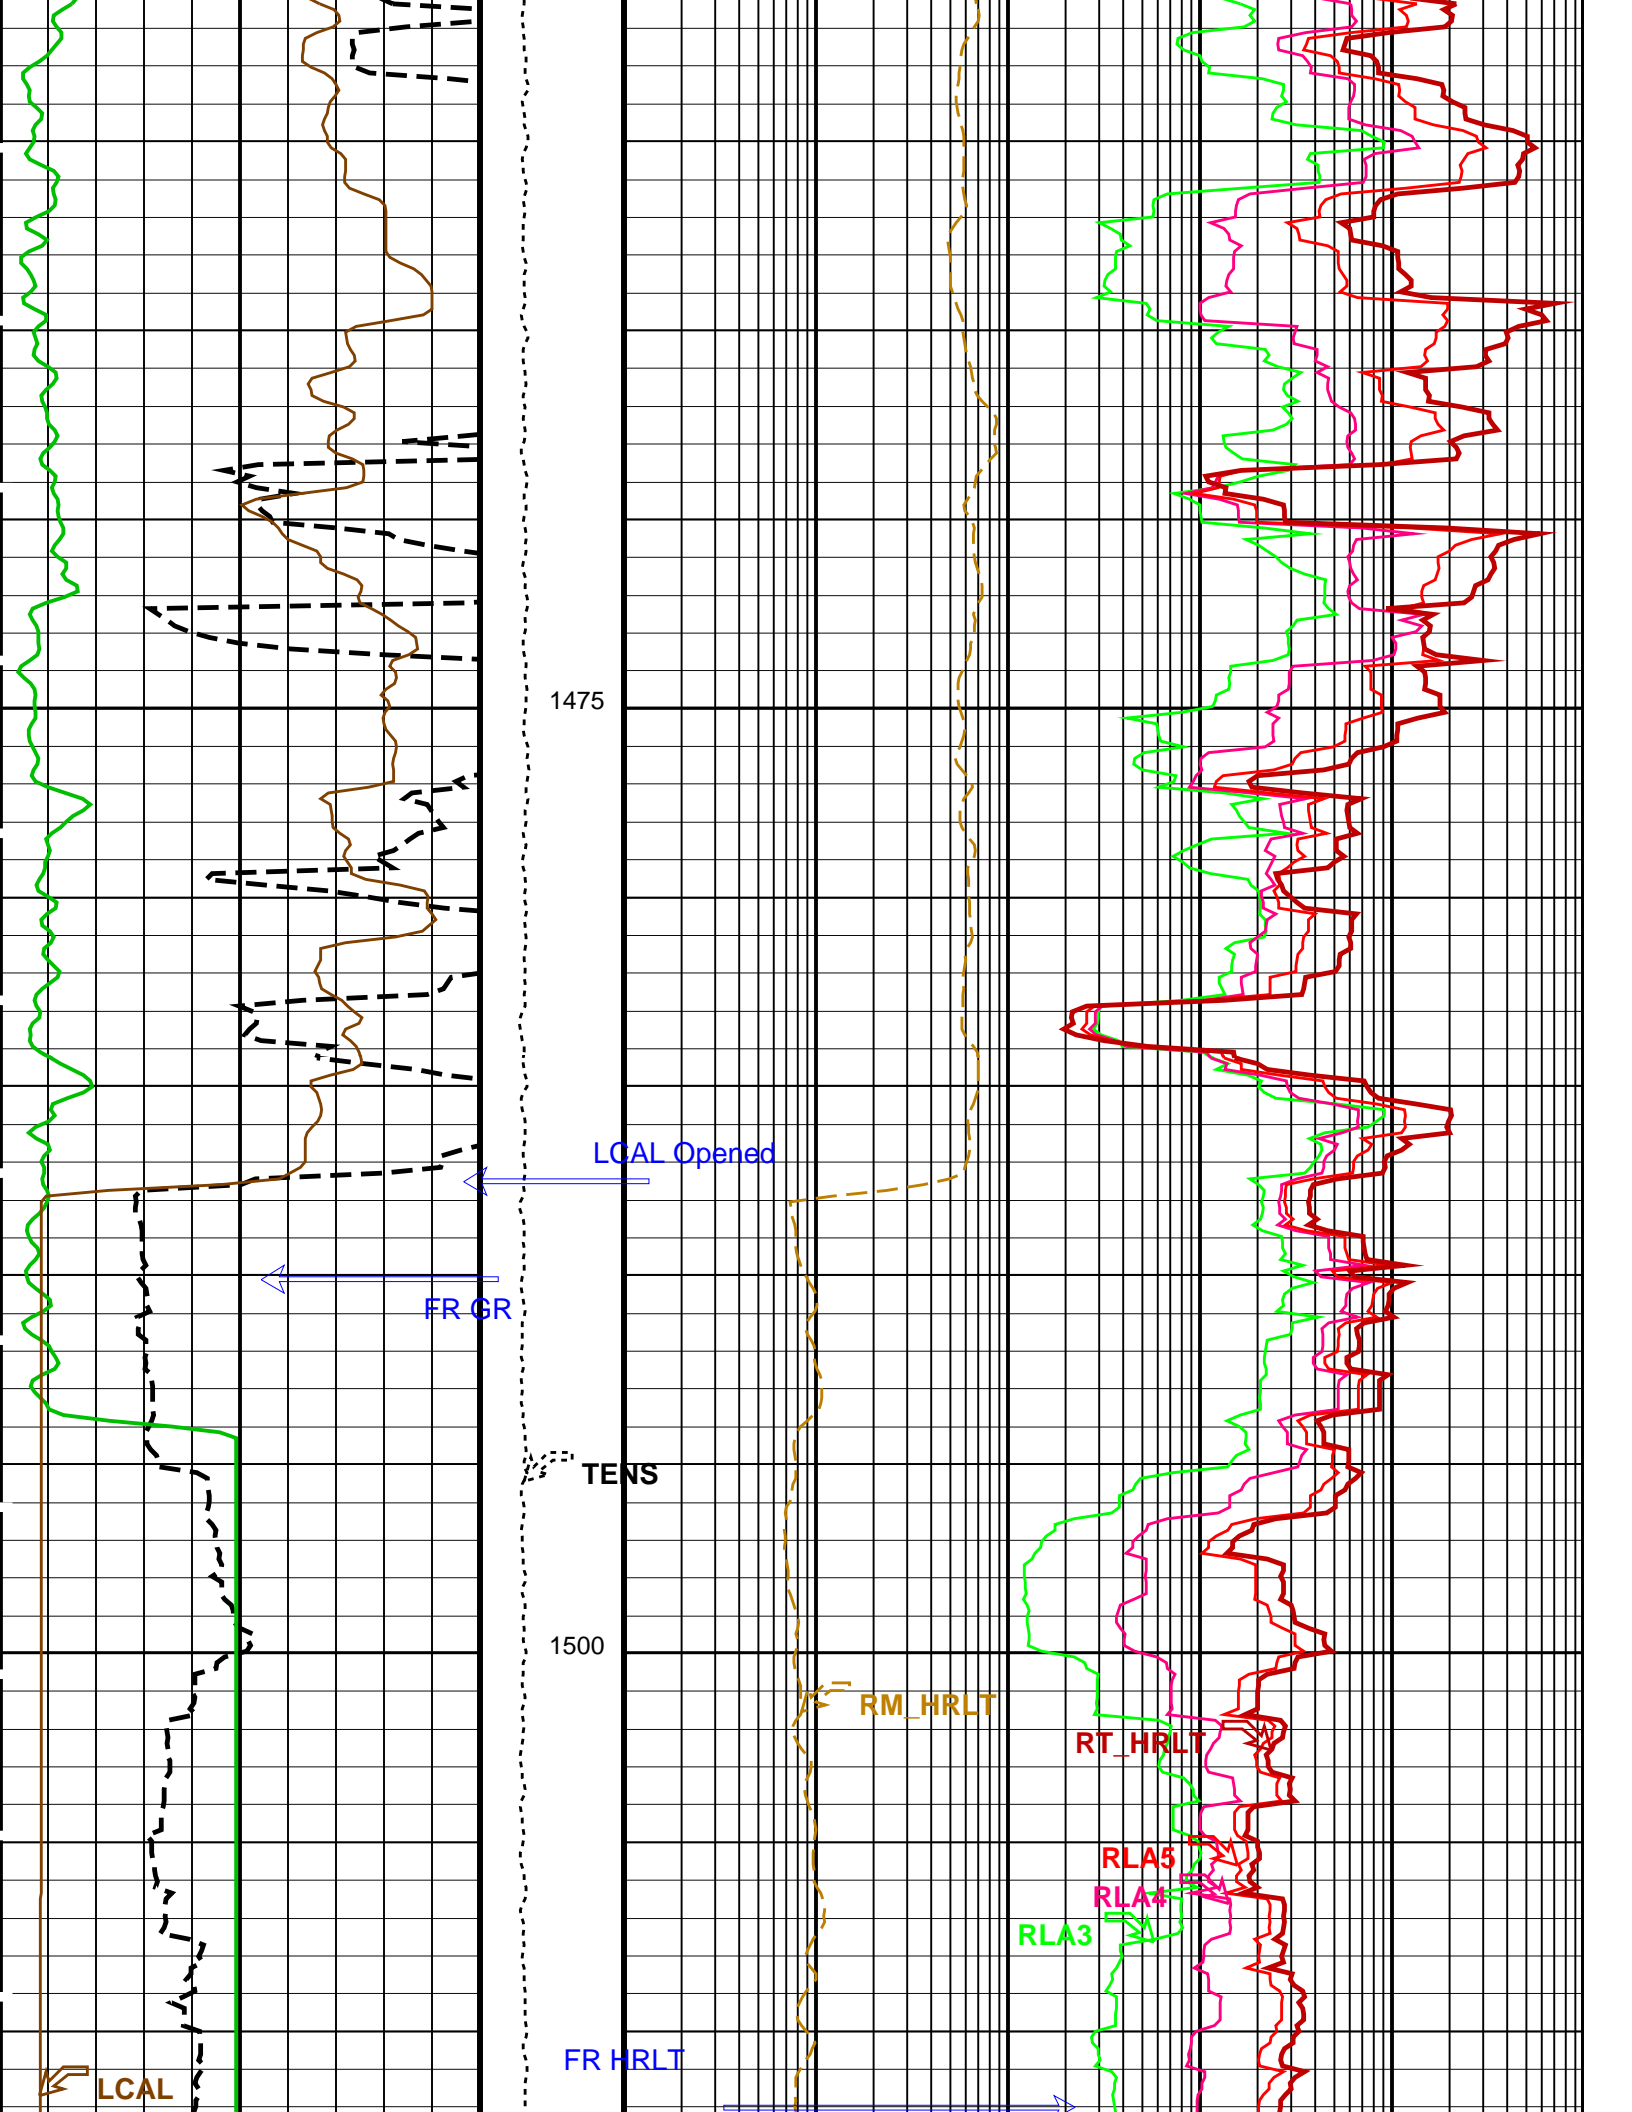 1475
LCAL Opened
FR GR
TENS
1500
RM_HRLT
RT_HRLT
RLA5
RLA4
RLA3
FR HRLT
LCAL